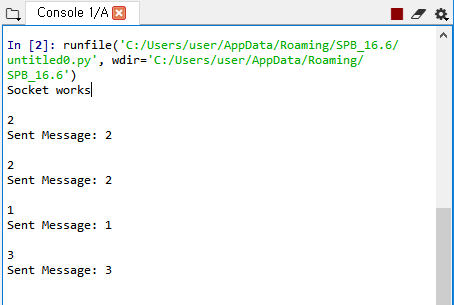 Console 1/A
In [2]: runfile('C:/Users/user/AppData/Roaming/SPB_16.6/
untitled0.py', wdir='C:/Users/user/AppData/Roaming/
SPB_16.6')
Socket works
2
Sent Message: 2
2
Sent Message: 2
1
Sent Message: 1
3
Sent Message: 3